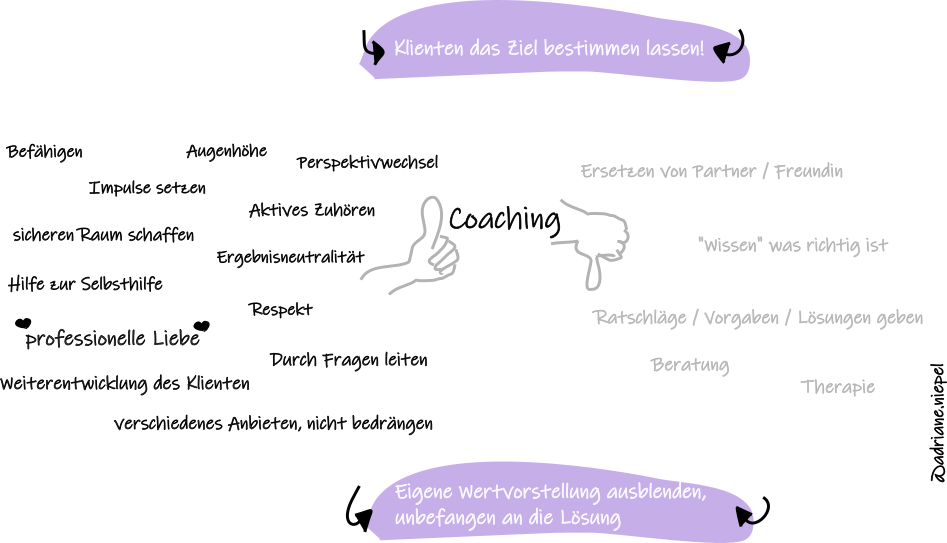 Klienten das Ziel bestimmen lassen!
Befähigen
Augenhöhe
Perspektivwechsel
Impulse setzen
Aktives Zuhören
sicheren Raum schaffen
Ergebnisneutralität
Hilfe zur Selbsthilfe
Respekt
professionelle Liebe
Durch Fragen leiten
Weiterentwicklung des Klienten
verschiedenes Anbieten, nicht bedrängen
Coaching
Ersetzen von Partner / Freundin
"Wissen" was richtig ist
Ratschläge / Vorgaben / Lösungen geben
Beratung
Therapie
@adriane.niepel
Eigene Wertvorstellung ausblenden,
unbefangen an die Lösung